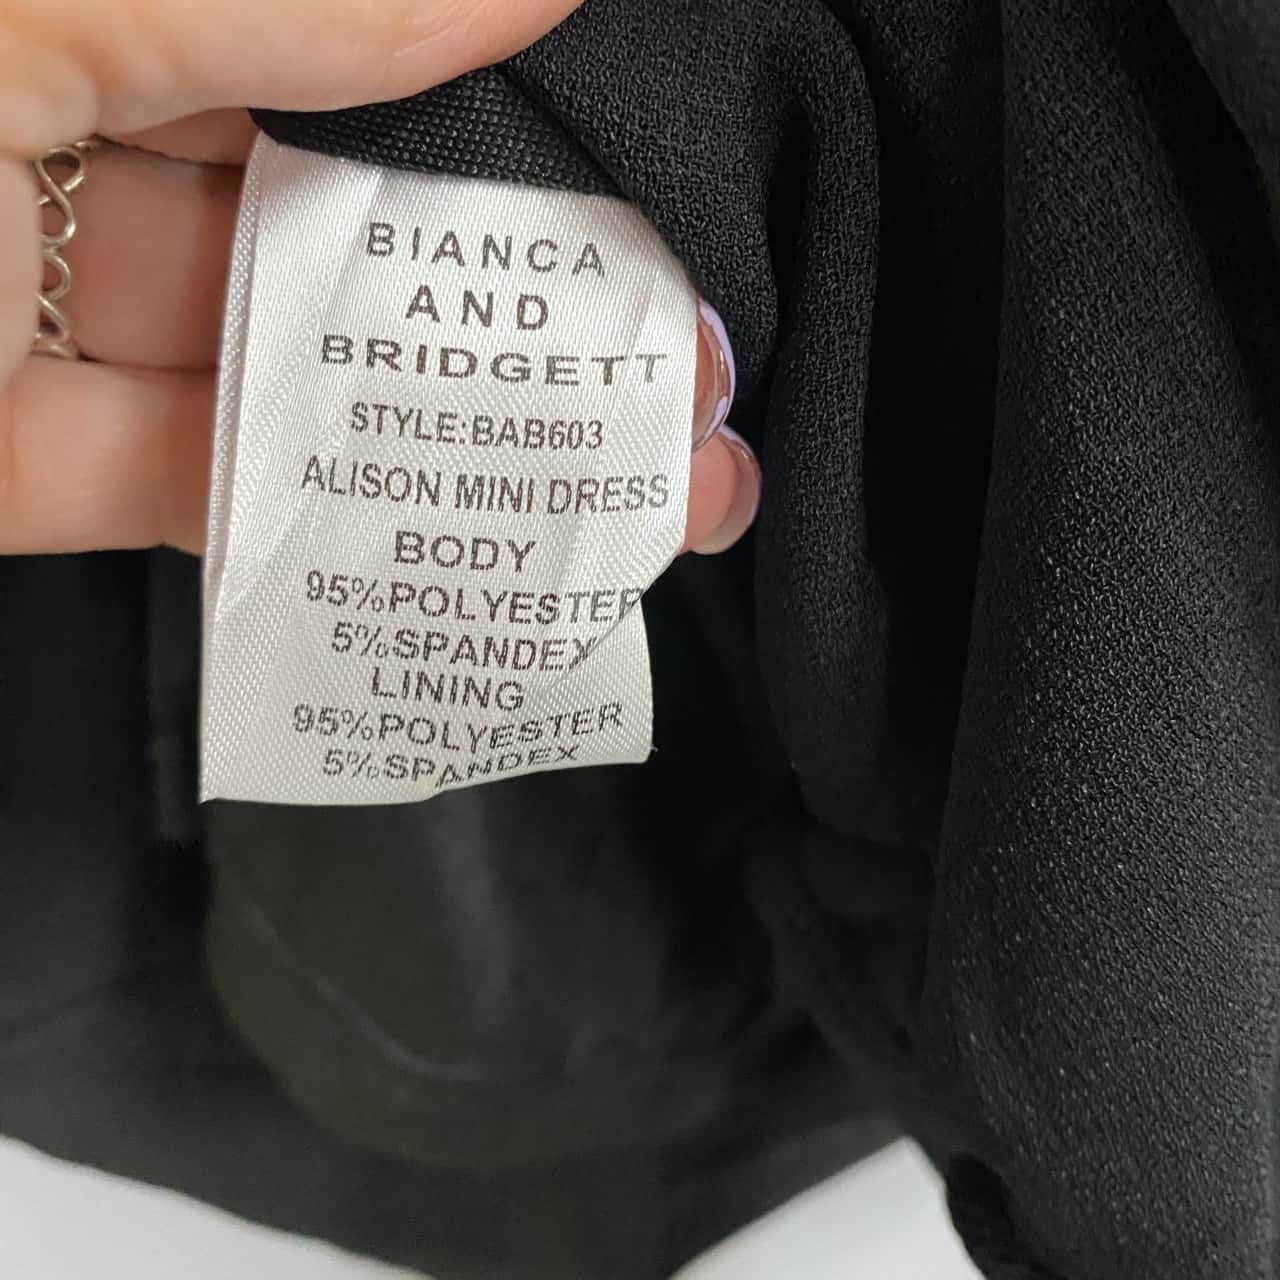 BIANCA
AND
BRIDGETT
STYLE:BAB603
ALISON MINI DRESS
BODY
95%POLYESTER
5%SPANDEX
LINING
95%POLYESTER
5%SPANDEX